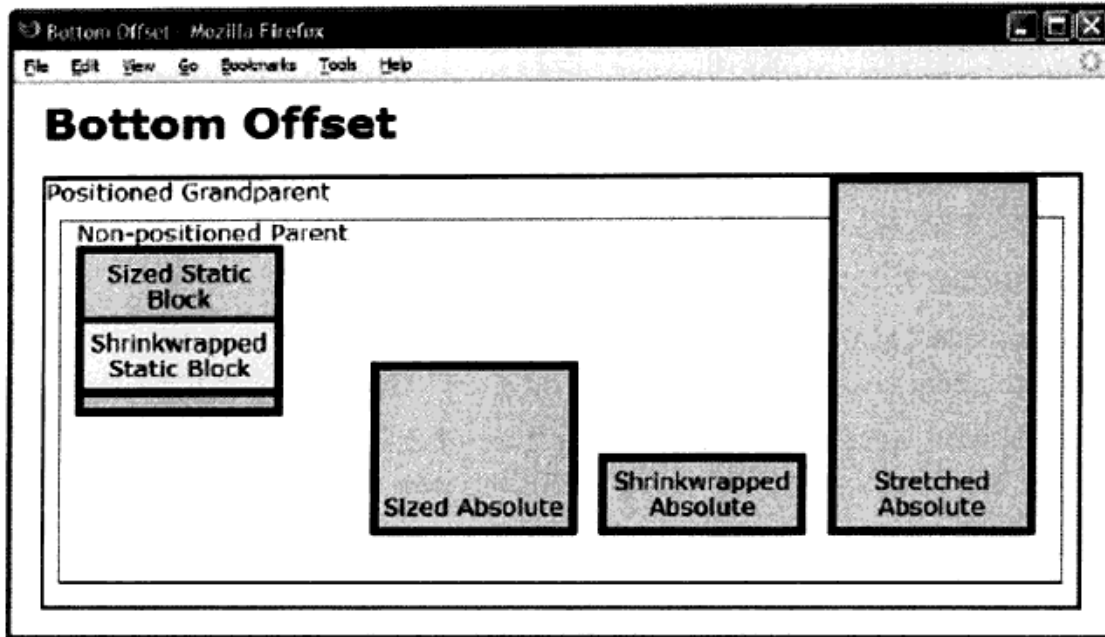 Bottom Offset - Mozilla Firefox
File Edit View Go Bookmarks Tools Help
Bottom Offset
Positioned Grandparent
Non-positioned Parent
Sized Static
Block
Shrinkwrapped
Static Block
Sized Absolute
Shrinkwrapped
Absolute
Stretched
Absolute